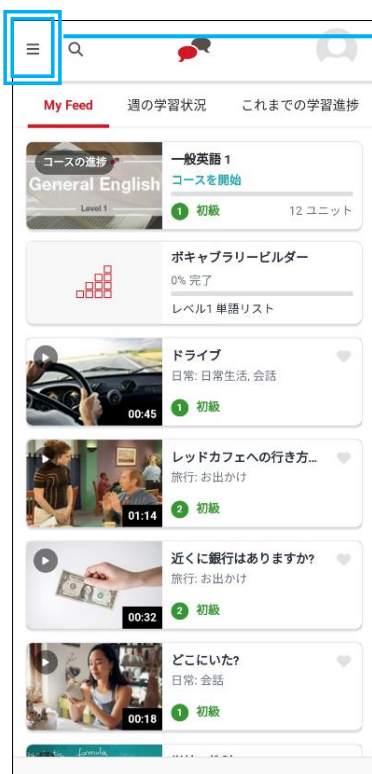 My Feed 週の学習状況 これまでの学習進捗
コースの進捗
General English
Level 1
一般英語 1
コースを開始
1 初級 12 ユニット
ボキャブラリービルダー
0% 完了
レベル1 単語リスト
00:45
ドライブ
日常: 日常生活, 会話
1 初級
01:14
レッドカフェへの行き方...
旅行: お出かけ
2 初級
00:32
近くに銀行はありますか?
旅行: お出かけ
2 初級
00:18
どこにいた?
日常: 会話
1 初級
formula